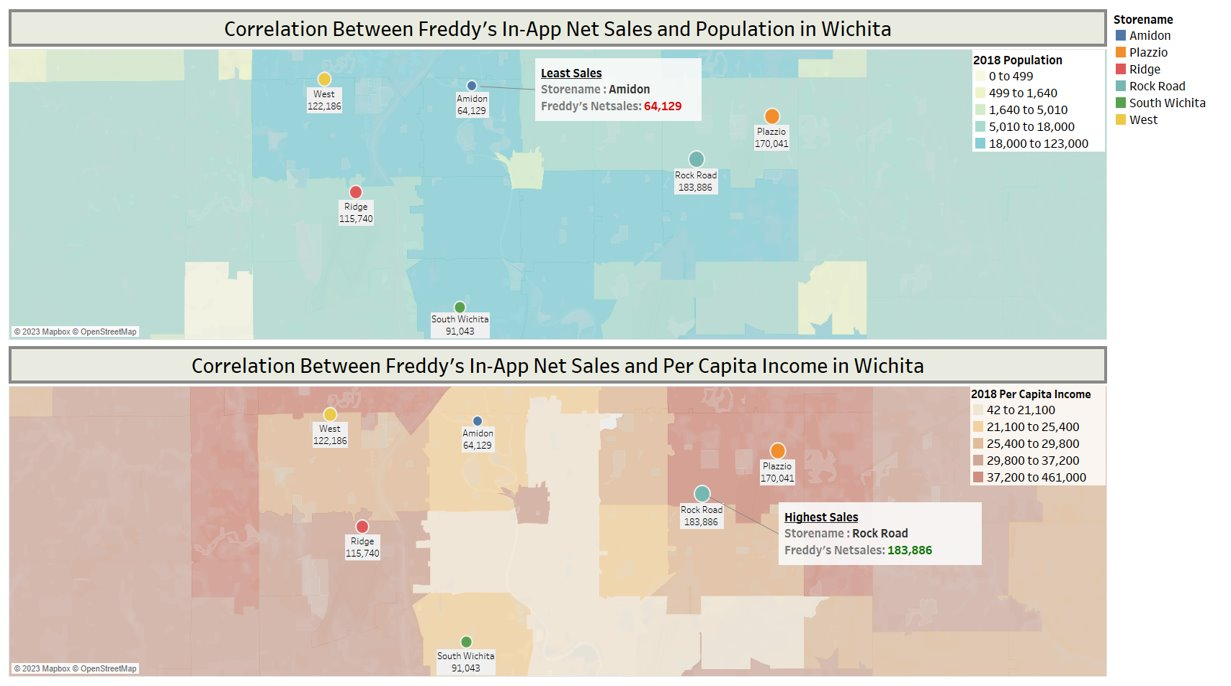 Correlation Between Freddy's In-App Net Sales and Population in Wichita
Storename
Amidon
Plazzio
Ridge
Rock Road
South Wichita
West
2018 Population
0 to 499
499 to 1,640
1,640 to 5,010
5,010 to 18,000
18,000 to 123,000
West
122,186
Amidon
64,129
Least Sales
Storename : Amidon
Freddy's Netsales: 64,129
Plazzio
170,041
Rock Road
183,886
Ridge
115,740
South Wichita
91,043
© 2023 Mapbox © OpenStreetMap
Correlation Between Freddy's In-App Net Sales and Per Capita Income in Wichita
2018 Per Capita Income
42 to 21,100
21,100 to 25,400
25,400 to 29,800
29,800 to 37,200
37,200 to 461,000
West
122,186
Amidon
64,129
Plazzio
170,041
Rock Road
183,886
Highest Sales
Storename : Rock Road
Freddy's Netsales: 183,886
Ridge
115,740
South Wichita
91,043
© 2023 Mapbox © OpenStreetMap